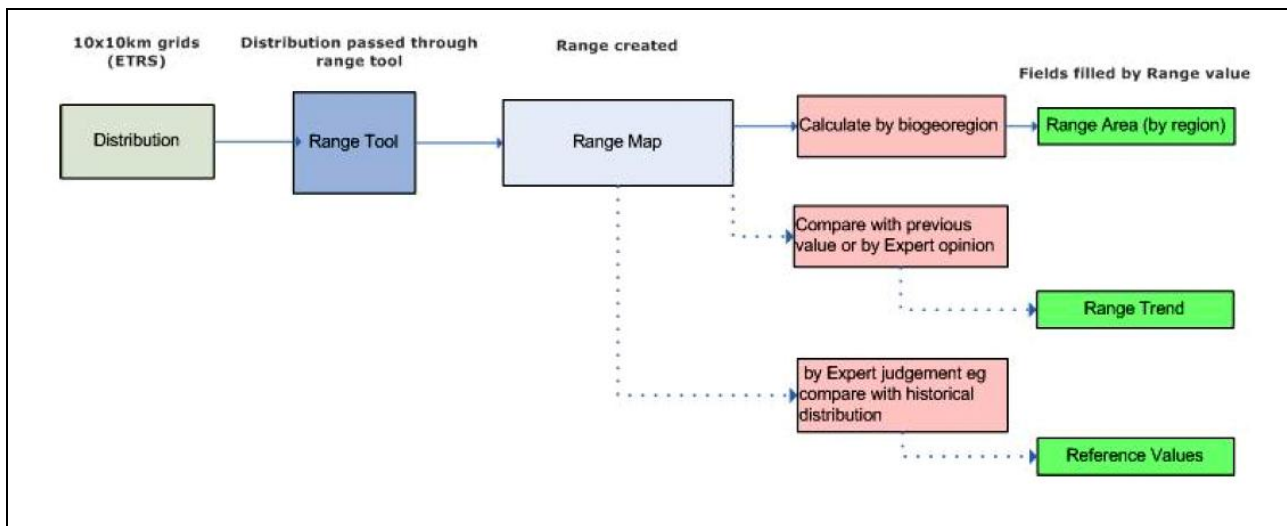 10x10km grids
(ETRS)
Distribution passed through
range tool
Range created
Fields filled by Range value
Distribution
Range Tool
Range Map
Calculate by biogeoregion
Range Area (by region)
Compare with previous
value or by Expert opinion
Range Trend
by Expert judgement eg
compare with historical
distribution
Reference Values